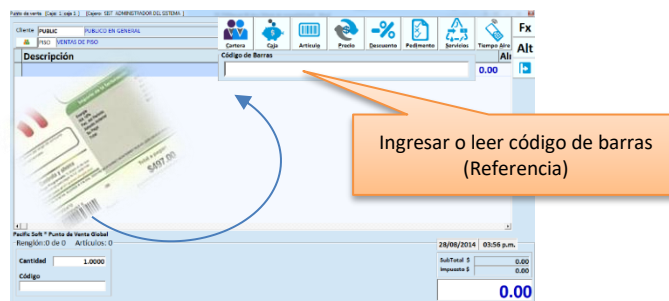 Punto de venta [Caja: 1, caja 1 ] [Cajero: SIST ADMINISTRADOR DEL SISTEMA ]
Cliente PUBLIC PUBLICO EN GENERAL
PISO VENTAS DE PISO
Cartera Caja Artículo Precio Descuento Pedimento Servicios Tiempo Aire
Fx
Alt
Descripción
Código de Barras
Al
0.00
Ingresar o leer código de barras
(Referencia)
$497.00
Pacific Soft * Punto de Venta Global
Renglón:0 de 0 Artículos: 0
28/08/2014 03:56 p.m.
Cantidad 1.0000
SubTotal $ 0.00
Impuesto $ 0.00
Código
0.00